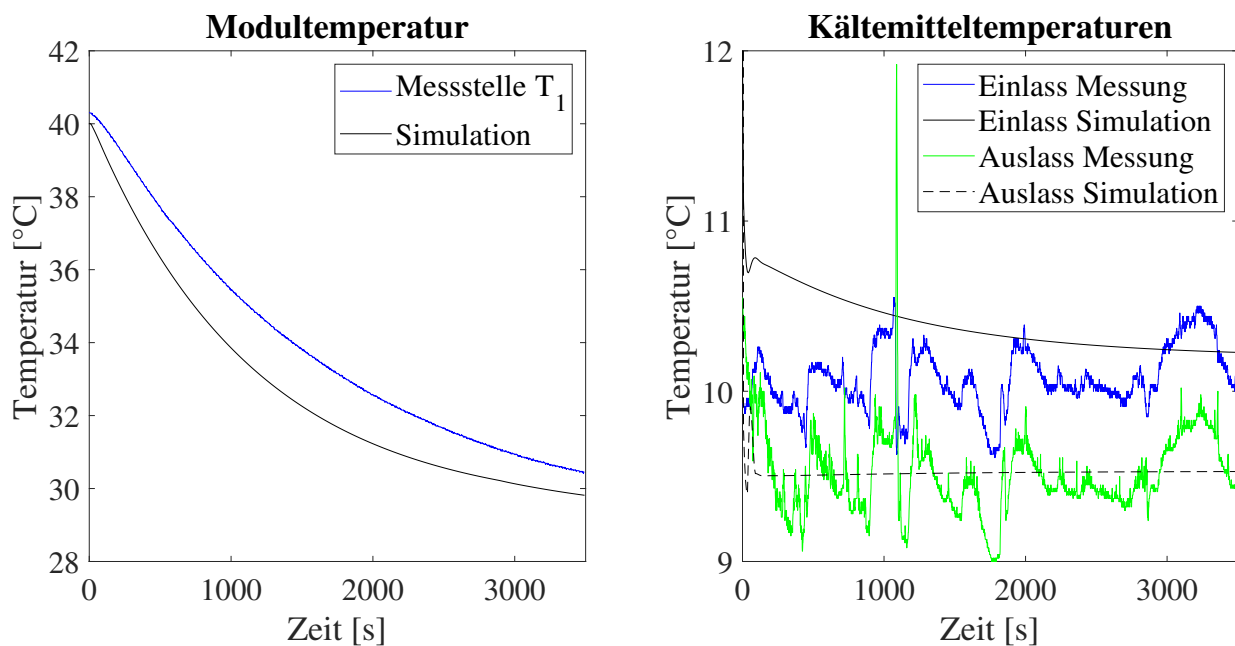 Modultemperatur
42
40
38
36
34
32
30
28
Temperatur [°C]
0 1000 2000 3000
Zeit [s]
Messstelle T1
Simulation
Kältemitteltemperaturen
12
11
10
9
Temperatur [°C]
0 1000 2000 3000
Zeit [s]
Einlass Messung
Einlass Simulation
Auslass Messung
Auslass Simulation